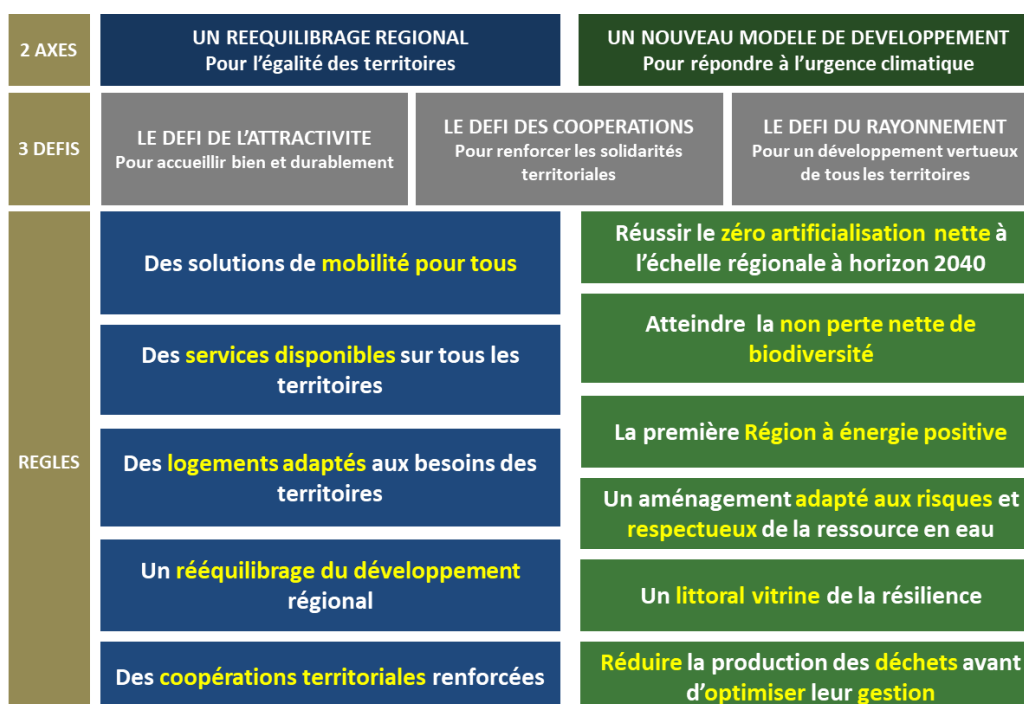 2 AXES
UN REEQUILIBRAGE REGIONAL
Pour l'égalité des territoires
UN NOUVEAU MODELE DE DEVELOPPEMENT
Pour répondre à l'urgence climatique
3 DEFIS
LE DEFI DE L'ATTRACTIVITE
Pour accueillir bien et durablement
LE DEFI DES COOPERATIONS
Pour renforcer les solidarités
territoriales
LE DEFI DU RAYONNEMENT
Pour un développement vertueux
de tous les territoires
REGLES
Des solutions de mobilité pour tous
Des services disponibles sur tous les
territoires
Des logements adaptés aux besoins des
territoires
Un rééquilibrage du développement
régional
Des coopérations territoriales renforcées
Réussir le zéro artificialisation nette à
l'échelle régionale à horizon 2040
Atteindre la non perte nette de
biodiversité
La première Région à énergie positive
Un aménagement adapté aux risques et
respectueux de la ressource en eau
Un littoral vitrine de la résilience
Réduire la production des déchets avant
d'optimiser leur gestion